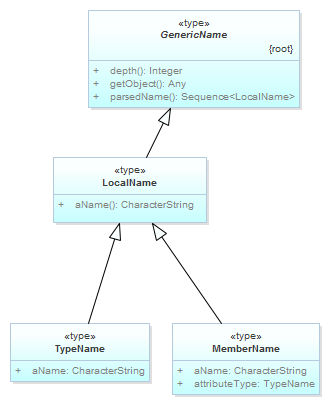 «type»
GenericName
{root}
+ depth(): Integer
+ getObject(): Any
+ parsedName(): Sequence<LocalName>
«type»
LocalName
+ aName(): CharacterString
«type»
TypeName
+ aName: CharacterString
«type»
MemberName
+ aName: CharacterString
+ attributeType: TypeName